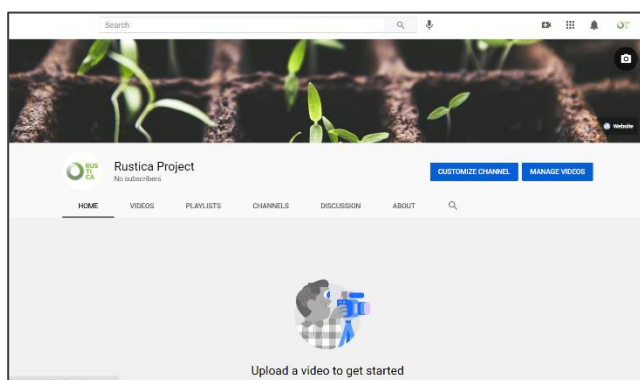 Search
Website
RUS
TI
CA
Rustica Project
No subscribers
CUSTOMIZE CHANNEL MANAGE VIDEOS
HOME VIDEOS PLAYLISTS CHANNELS DISCUSSION ABOUT
Upload a video to get started